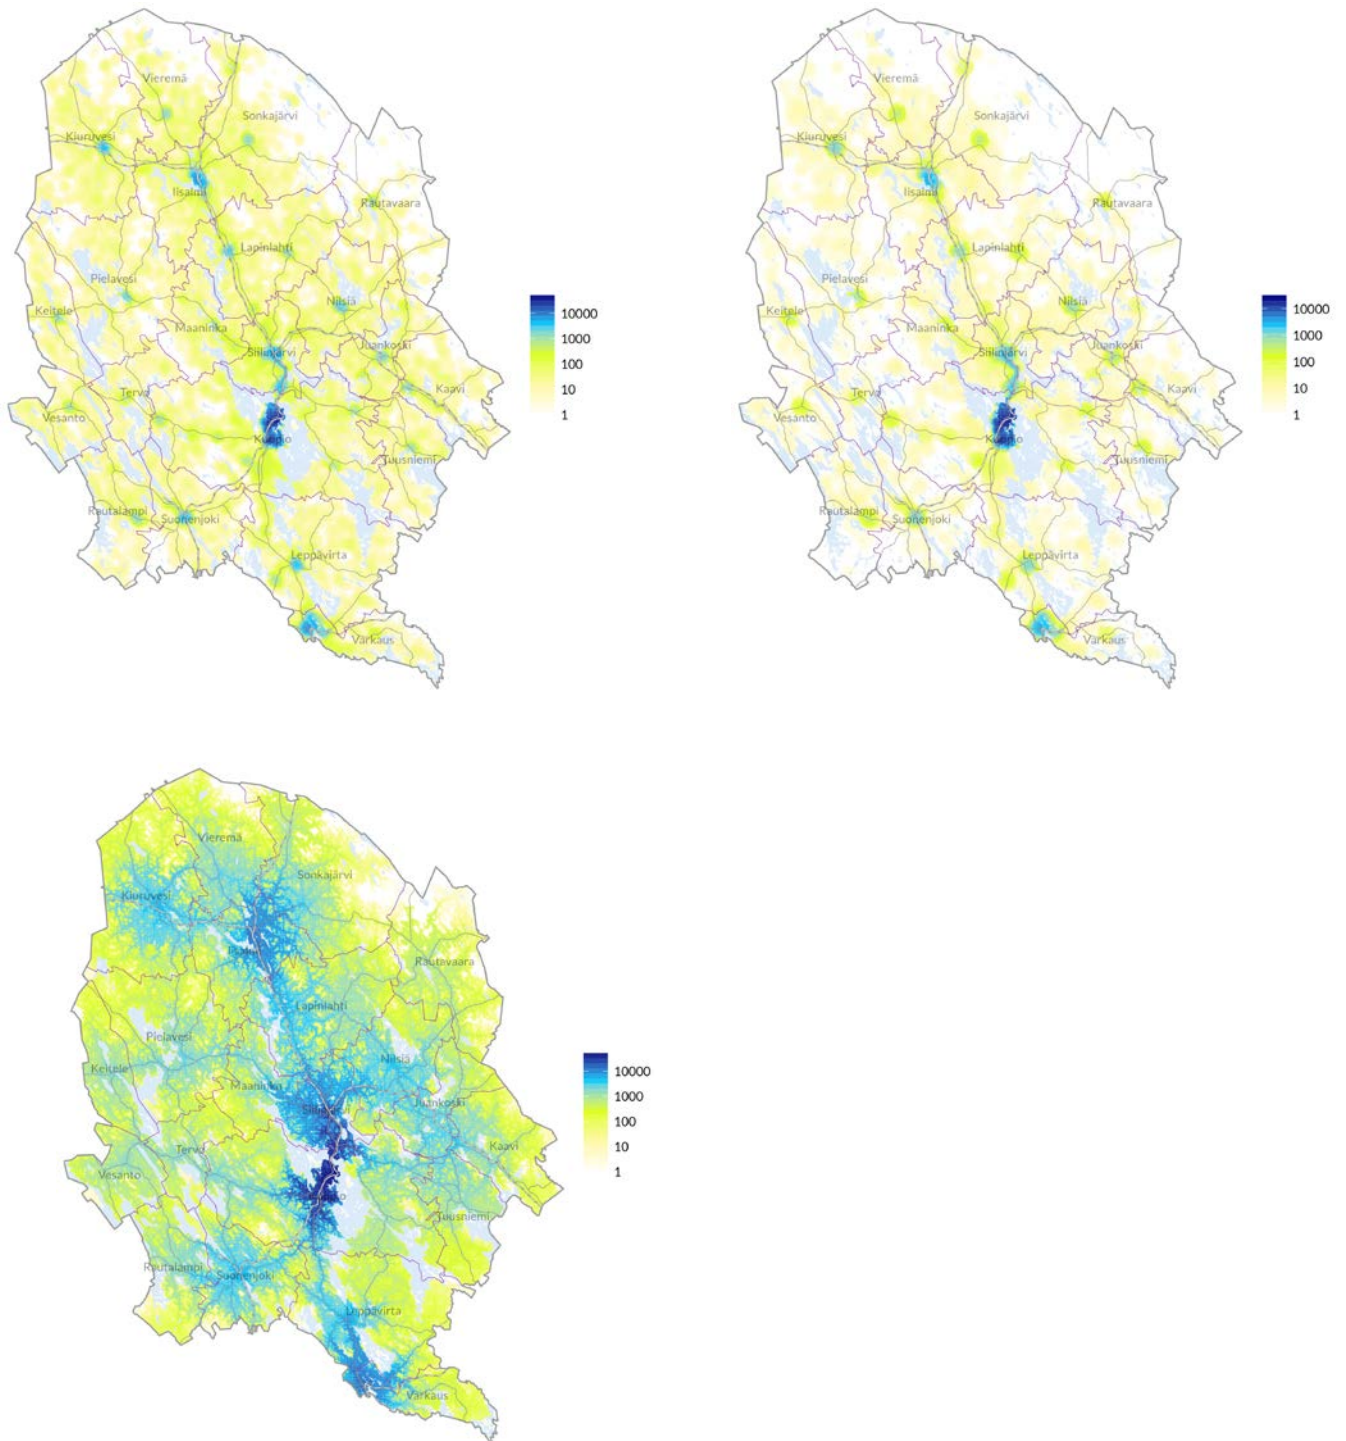 Vieremä
Sonkajärvi
Kiuruvesi
Iisalmi
Rautavaara
Lapinlahti
Pielavesi
Nilsiä
Keitele
Maaninka
Siilinjärvi
Juankoski
Kaavi
Tervo
Vesanto
Kuopio
Tuusniemi
Rautalampi
Suonenjoki
Leppävirta
Varkaus
10000
1000
100
10
1
Vieremä
Sonkajärvi
Kiuruvesi
Iisalmi
Rautavaara
Lapinlahti
Pielavesi
Nilsiä
Keitele
Maaninka
Siilinjärvi
Juankoski
Kaavi
Tervo
Vesanto
Kuopio
Tuusniemi
Rautalampi
Suonenjoki
Leppävirta
Varkaus
10000
1000
100
10
1
Vieremä
Sonkajärvi
Kiuruvesi
Rautavaara
Lapinlahti
Pielavesi
Nilsiä
Keitele
Maaninka
Siilinjärvi
Juankoski
Kaavi
Tervo
Vesanto
Tuusniemi
Rautalampi
Suonenjoki
Leppävirta
Varkaus
10000
1000
100
10
1